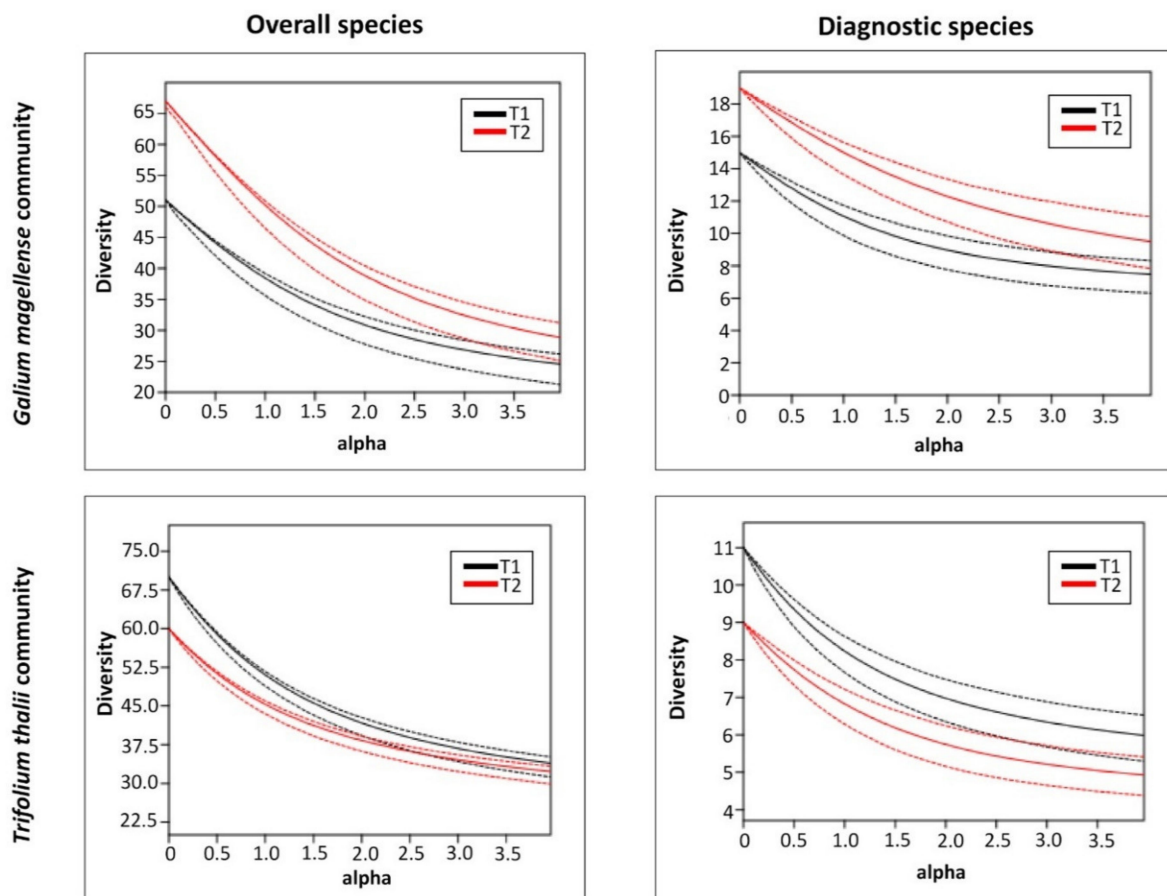 Overall species
Diagnostic species
Galium magellense community
Diversity
65
60
55
50
45
40
35
30
25
20
0 0.5 1.0 1.5 2.0 2.5 3.0 3.5
alpha
T1
T2
Diversity
18
16
14
12
10
8
6
4
2
0
0 0.5 1.0 1.5 2.0 2.5 3.0 3.5
alpha
T1
T2
Trifolium thalii community
Diversity
75.0
67.5
60.0
52.5
45.0
37.5
30.0
22.5
0 0.5 1.0 1.5 2.0 2.5 3.0 3.5
alpha
T1
T2
Diversity
11
10
9
8
7
6
5
4
0 0.5 1.0 1.5 2.0 2.5 3.0 3.5
alpha
T1
T2